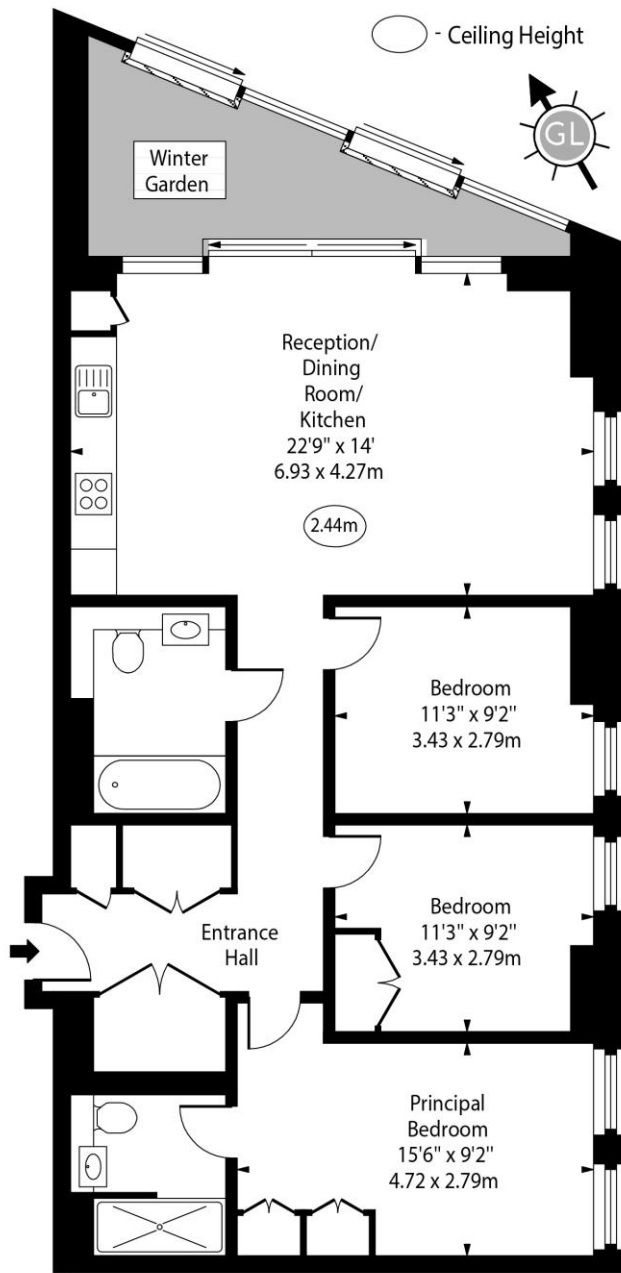 - Ceiling Height
GL
Winter
Garden
Reception/
Dining
Room/
Kitchen
22'9" x 14'
6.93 x 4.27m
2.44m
Bedroom
11'3" x 9'2"
3.43 x 2.79m
Bedroom
11'3" x 9'2"
3.43 x 2.79m
Entrance
Hall
Principal
Bedroom
15'6" x 9'2"
4.72 x 2.79m